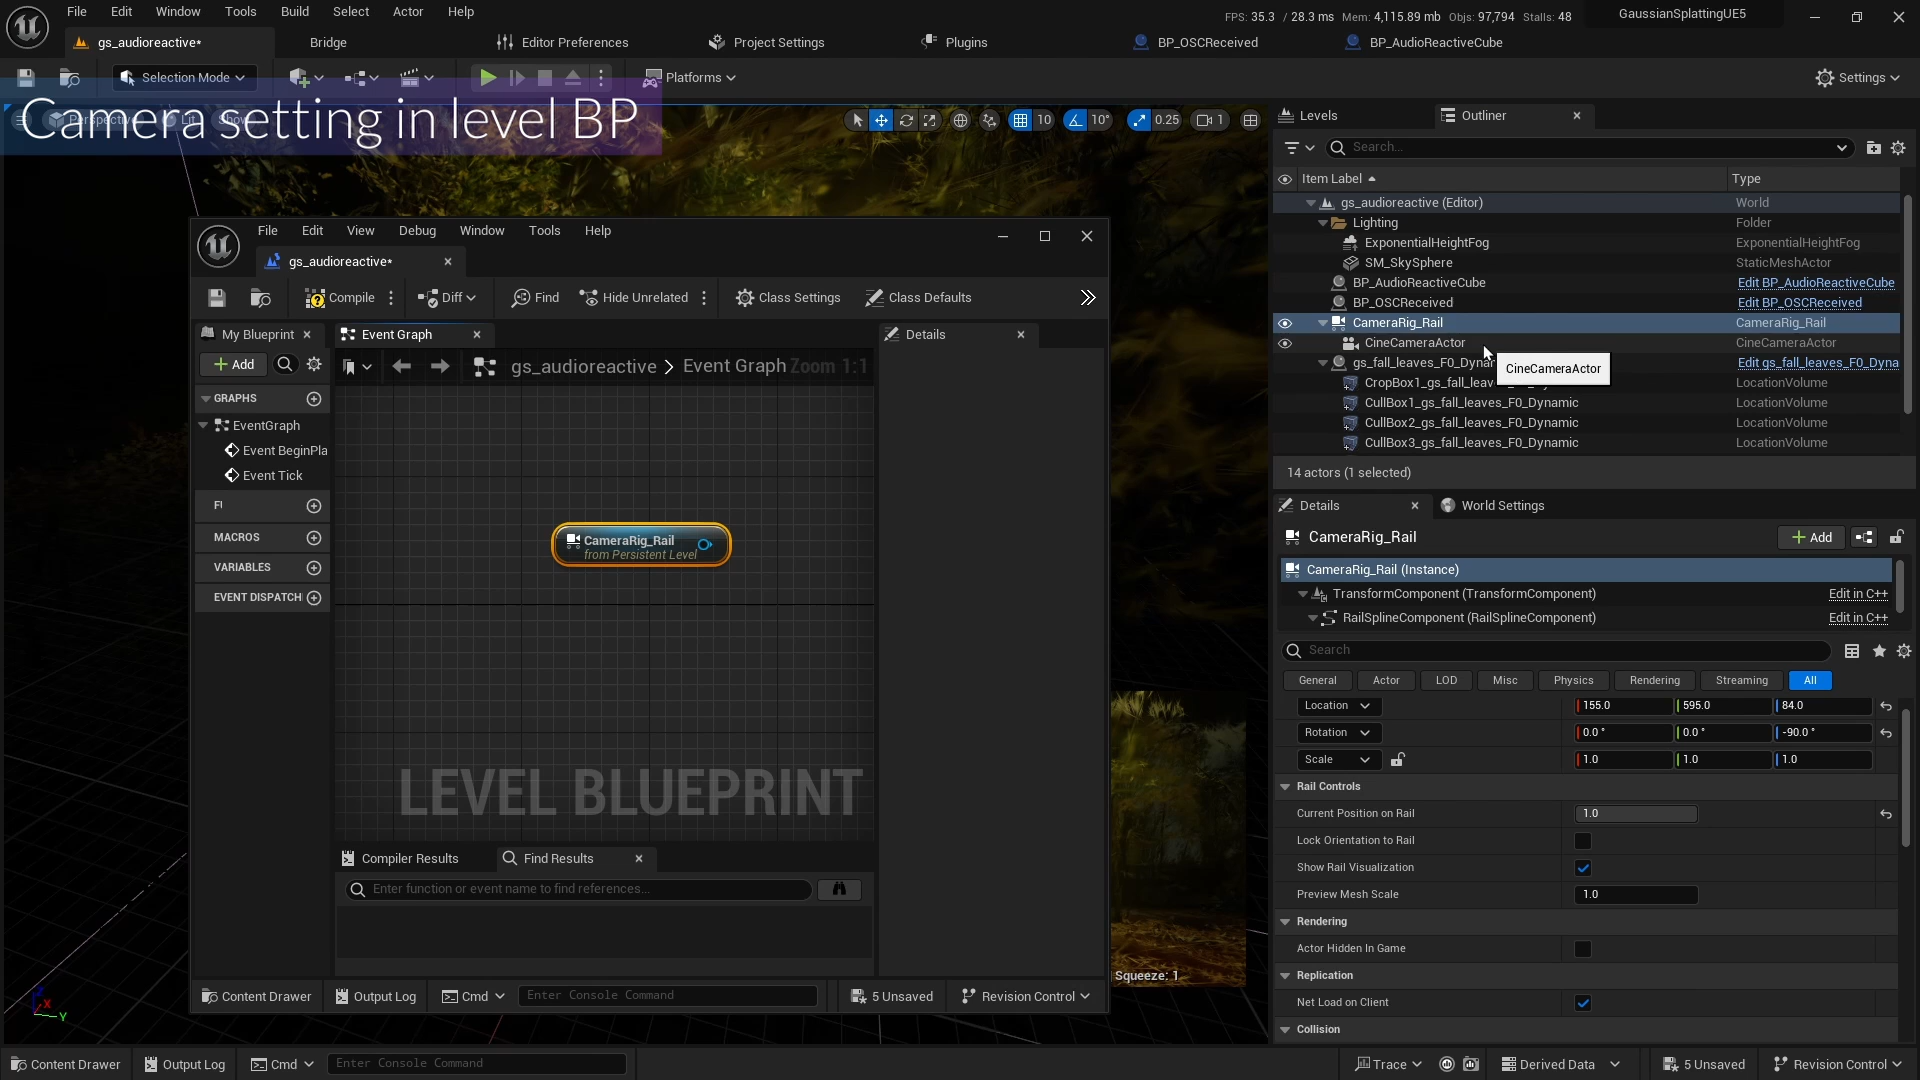 File Edit Window Tools Build Select Actor Help
FPS: 35.3 / 28.3 ms Mem: 4,115.89 mb Objs: 97,794 Stalls: 48
GaussianSplattingUE5
gs_audioreactive*
Bridge
Editor Preferences
Project Settings
Plugins
BP_OSCReceived
BP_AudioReactiveCube
Selection Mode
Platforms
Settings
Camera setting in level BP
10
10°
0.25
1
Levels
Outliner
Search...
Item Label
Type
gs_audioreactive (Editor) World
Lighting Folder
ExponentialHeightFog ExponentialHeightFog
SM_SkySphere StaticMeshActor
BP_AudioReactiveCube Edit BP_AudioReactiveCube
BP_OSCReceived Edit BP_OSCReceived
CameraRig_Rail CameraRig_Rail
CineCameraActor CineCameraActor
gs_fall_leaves_F0_Dynar Edit gs_fall_leaves_F0_Dyna
CineCameraActor
CropBox1_gs_fall_leave LocationVolume
CullBox1_gs_fall_leaves_F0_Dynamic LocationVolume
CullBox2_gs_fall_leaves_F0_Dynamic LocationVolume
CullBox3_gs_fall_leaves_F0_Dynamic LocationVolume
14 actors (1 selected)
File Edit View Debug Window Tools Help
gs_audioreactive*
Compile
Diff
Find
Hide Unrelated
Class Settings
Class Defaults
My Blueprint
Event Graph
Details
Add
gs_audioreactive > Event Graph Zoom 1:1
GRAPHS
EventGraph
Event BeginPla
Event Tick
MACROS
VARIABLES
EVENT DISPATCH
CameraRig_Rail
from Persistent Level
LEVEL BLUEPRINT
Compiler Results
Find Results
Enter function or event name to find references...
Content Drawer
Output Log
Cmd
Enter Console Command
5 Unsaved
Revision Control
Squeeze: 1
Details
World Settings
CameraRig_Rail
Add
CameraRig_Rail (Instance)
TransformComponent (TransformComponent) Edit in C++
RailSplineComponent (RailSplineComponent) Edit in C++
Search
General Actor LOD Misc Physics Rendering Streaming All
Location 155.0 595.0 84.0
Rotation 0.0° 0.0° -90.0°
Scale 1.0 1.0 1.0
Rail Controls
Current Position on Rail 1.0
Lock Orientation to Rail
Show Rail Visualization
Preview Mesh Scale 1.0
Rendering
Actor Hidden In Game
Replication
Net Load on Client
Collision
Content Drawer
Output Log
Cmd
Enter Console Command
Trace
Derived Data
5 Unsaved
Revision Control